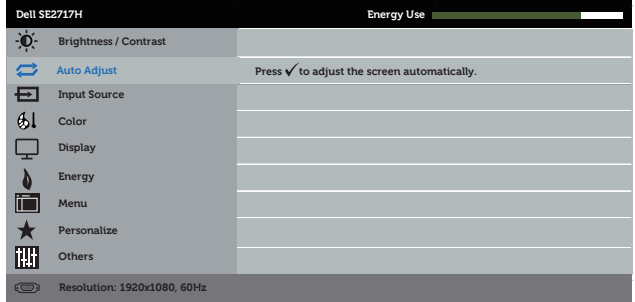 Dell SE2717H Energy Use
Brightness / Contrast
Auto Adjust Press ✓ to adjust the screen automatically.
Input Source
Color
Display
Energy
Menu
Personalize
Others
Resolution: 1920x1080, 60Hz